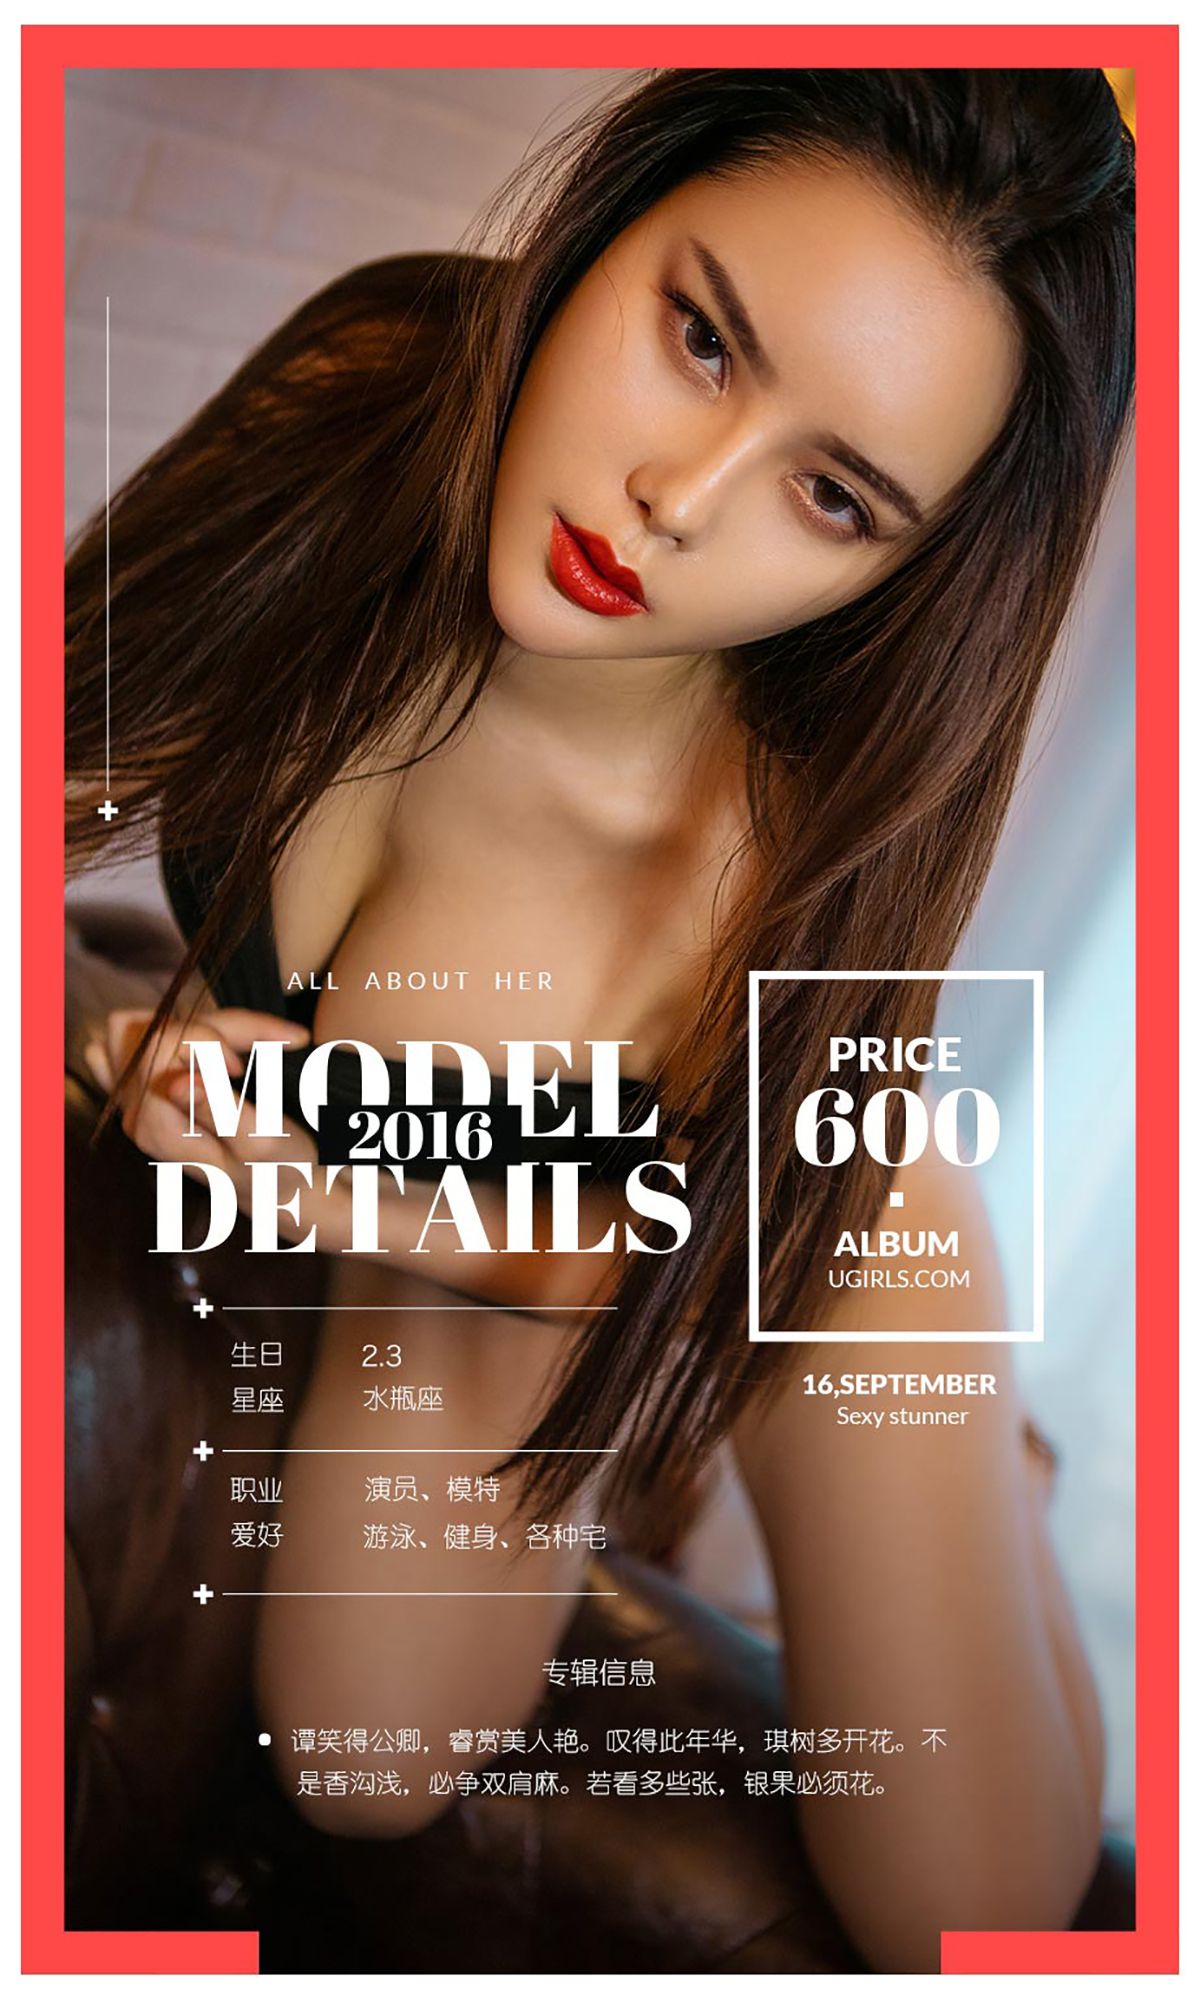 ALL ABOUT HER
MODEL
2016
DETAILS
PRICE
600
ALBUM
UGIRLS.COM
16,SEPTEMBER
Sexy stunner
生日 2.3
星座 水瓶座
职业 演员、模特
爱好 游泳、健身、各种宅
专辑信息
谭笑得公卿，睿赏美人艳。叹得此年华，琪树多开花。不
是香沟浅，必争双肩麻。若看多些张，银果必须花。